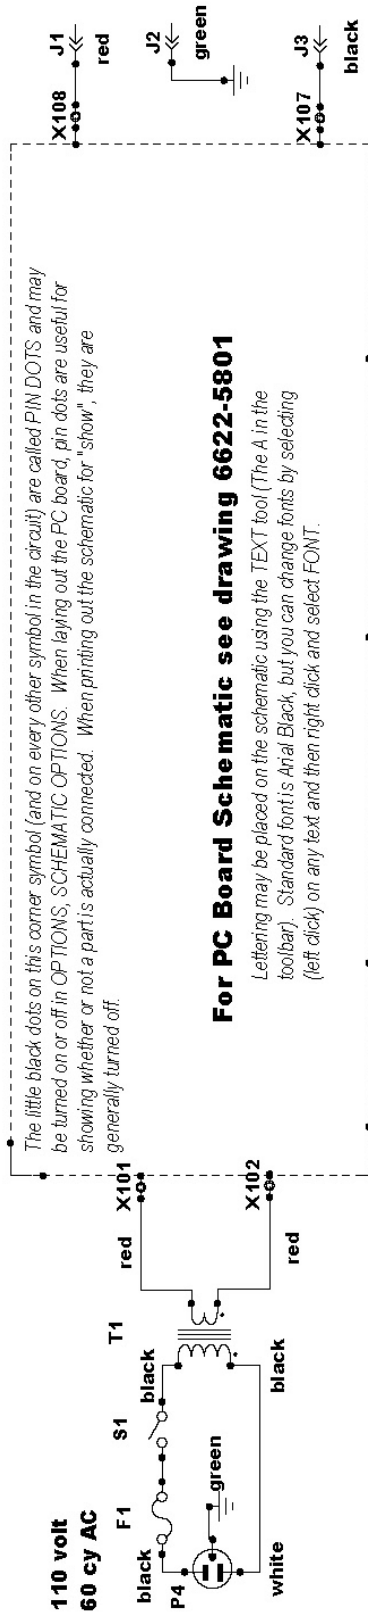 110 volt
60 cy AC
P4
black
F1
S1
black
T1
green
white
black
red
X101
red
X102
The little black dots on this corner symbol (and on every other symbol in the circuit) are called PIN DOTS and may
be turned on or off in OPTIONS, SCHEMATIC OPTIONS. When laying out the PC board, pin dots are useful for
showing whether or not a part is actually connected. When printing out the schematic for "show", they are
generally turned off.
For PC Board Schematic see drawing 6622-5801
Lettering may be placed on the schematic using the TEXT tool (The A in the
toolbar). Standard font is Arial Black, but you can change fonts by selecting
(left click) on any text and then right click and select FONT.
X108
J1
red
J2
green
X107
J3
black